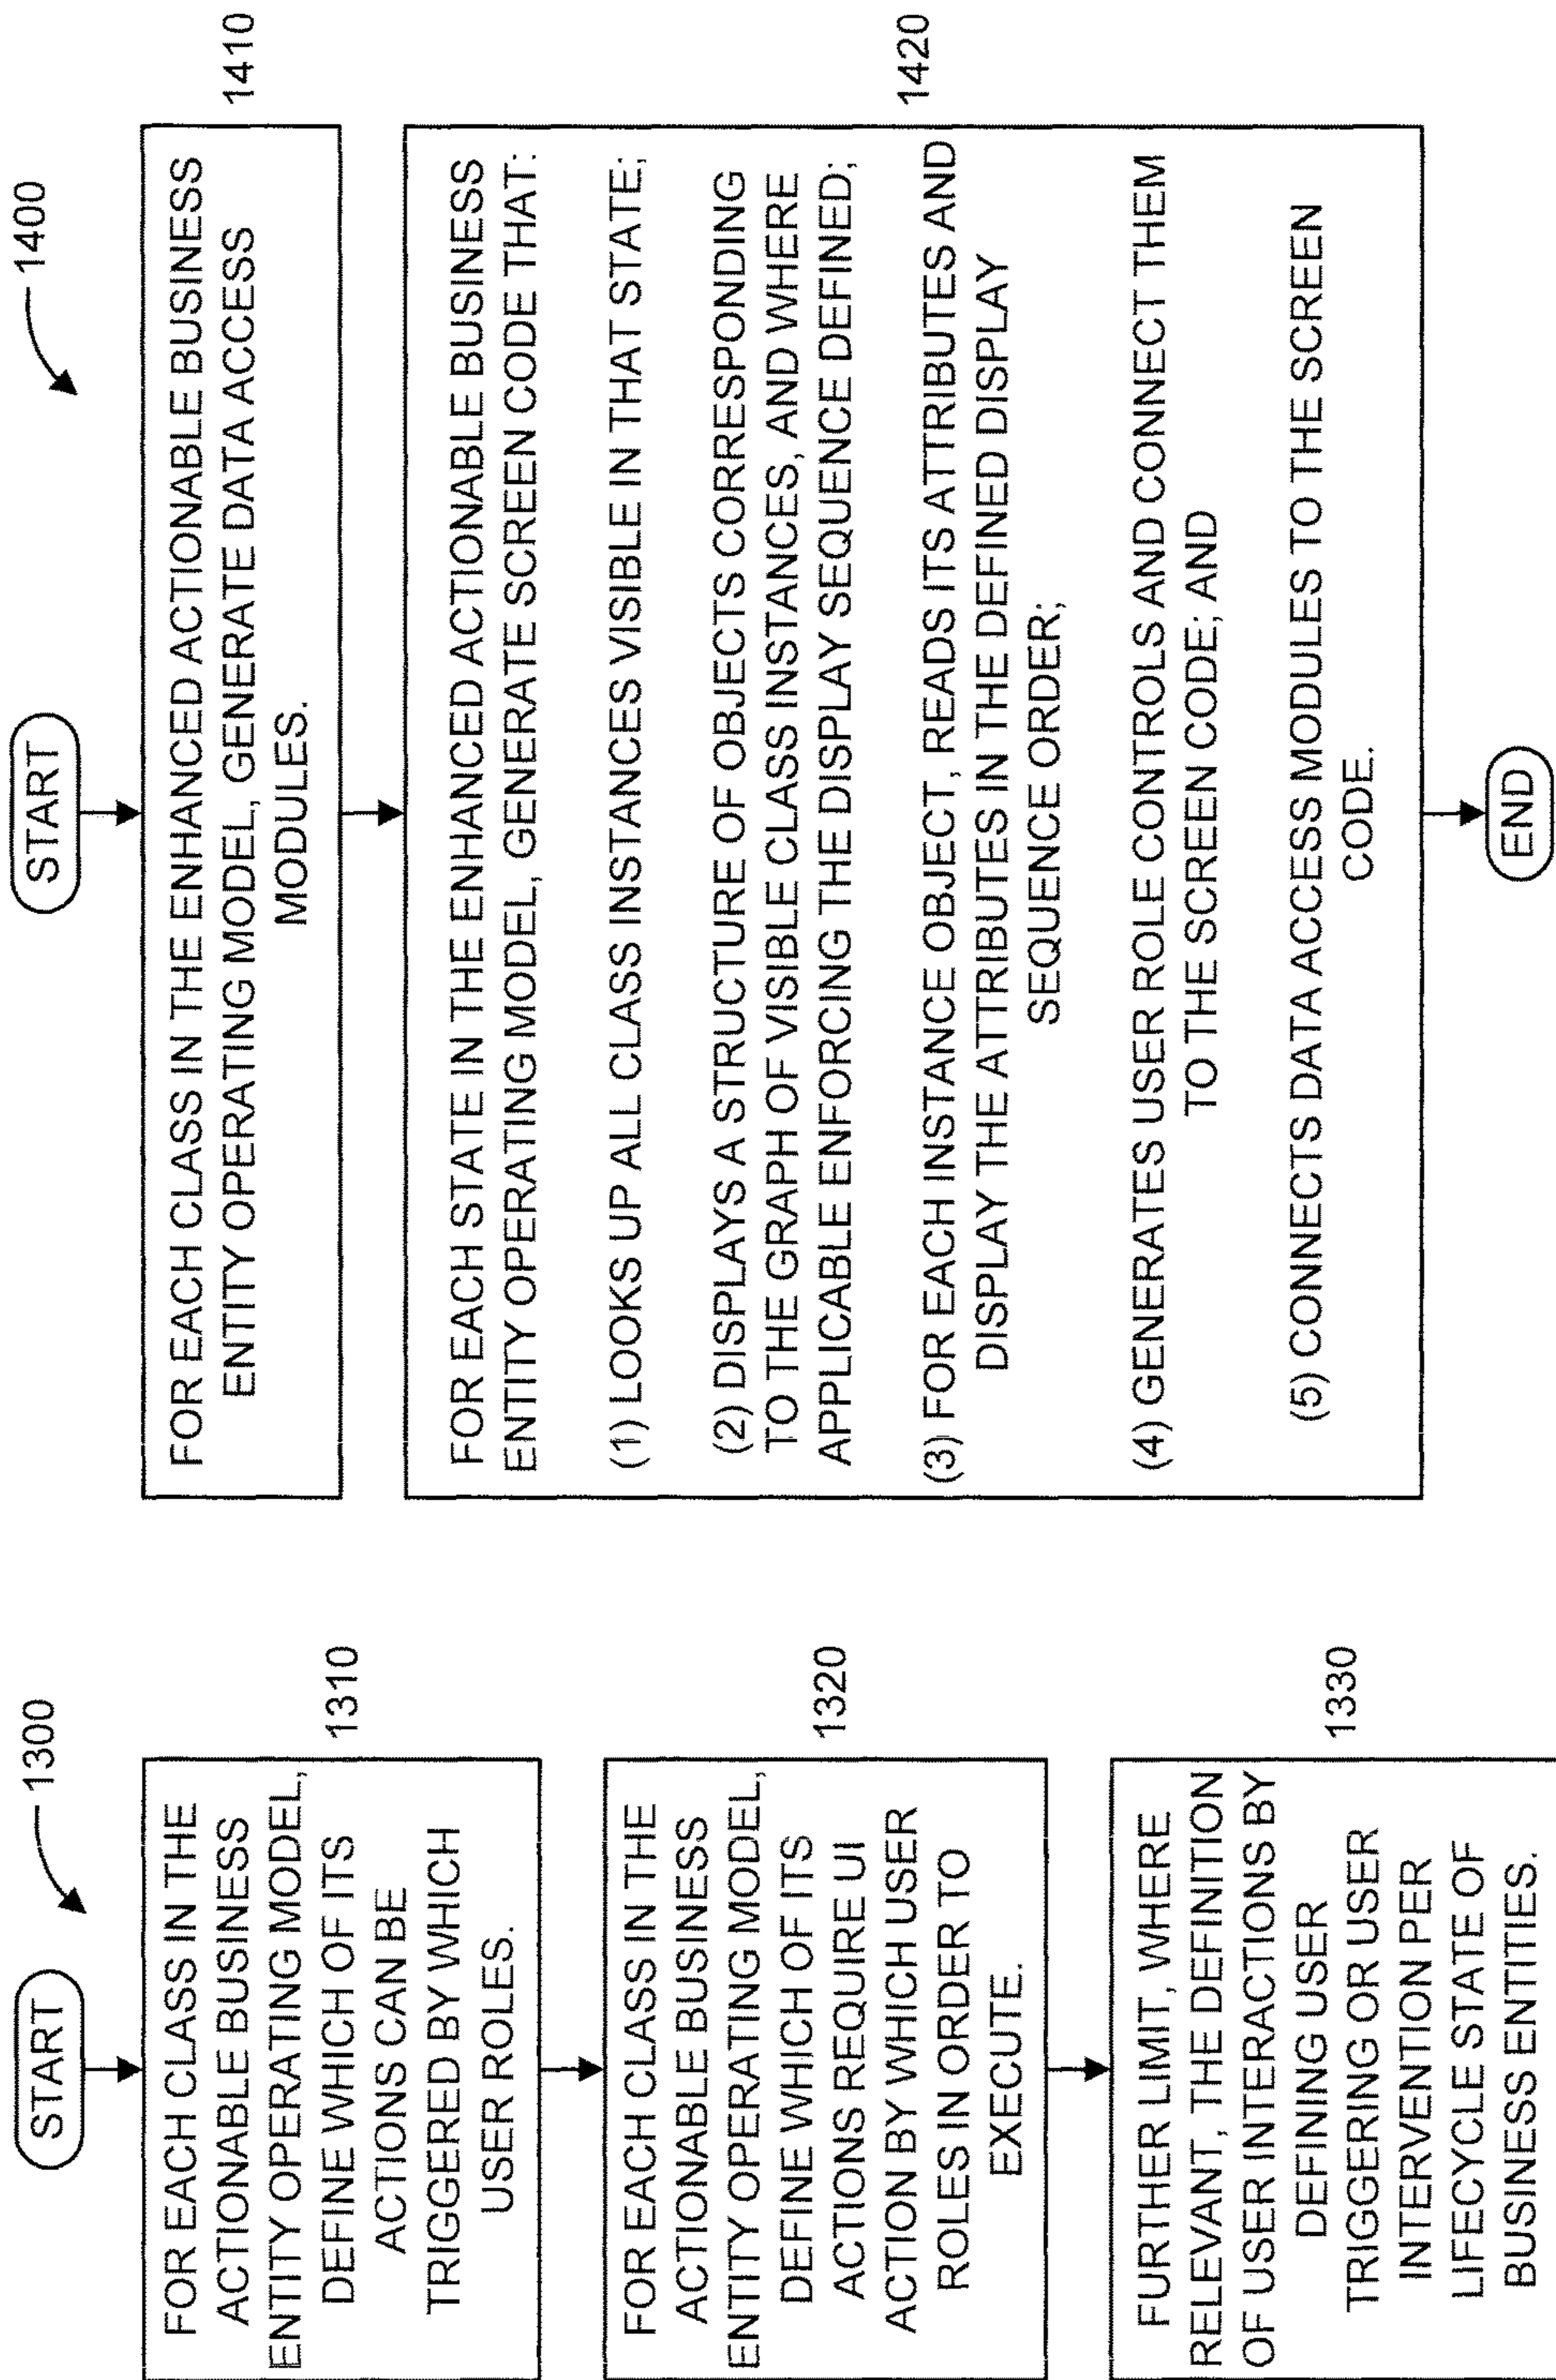 1300
START
FOR EACH CLASS IN THE
ACTIONABLE BUSINESS
ENTITY OPERATING MODEL,
DEFINE WHICH OF ITS
ACTIONS CAN BE
TRIGGERED BY WHICH
USER ROLES.
1310
FOR EACH CLASS IN THE
ACTIONABLE BUSINESS
ENTITY OPERATING MODEL,
DEFINE WHICH OF ITS
ACTIONS REQUIRE UI
ACTION BY WHICH USER
ROLES IN ORDER TO
EXECUTE.
1320
FURTHER LIMIT, WHERE
RELEVANT, THE DEFINITION
OF USER INTERACTIONS BY
DEFINING USER
TRIGGERING OR USER
INTERVENTION PER
LIFECYCLE STATE OF
BUSINESS ENTITIES.
1330
1400
START
FOR EACH CLASS IN THE ENHANCED ACTIONABLE BUSINESS
ENTITY OPERATING MODEL, GENERATE DATA ACCESS
MODULES.
1410
FOR EACH STATE IN THE ENHANCED ACTIONABLE BUSINESS
ENTITY OPERATING MODEL, GENERATE SCREEN CODE THAT:
(1) LOOKS UP ALL CLASS INSTANCES VISIBLE IN THAT STATE;
(2) DISPLAYS A STRUCTURE OF OBJECTS CORRESPONDING
TO THE GRAPH OF VISIBLE CLASS INSTANCES, AND WHERE
APPLICABLE ENFORCING THE DISPLAY SEQUENCE DEFINED;
(3) FOR EACH INSTANCE OBJECT, READS ITS ATTRIBUTES AND
DISPLAY THE ATTRIBUTES IN THE DEFINED DISPLAY
SEQUENCE ORDER;
(4) GENERATES USER ROLE CONTROLS AND CONNECT THEM
TO THE SCREEN CODE; AND
(5) CONNECTS DATA ACCESS MODULES TO THE SCREEN
CODE.
1420
END